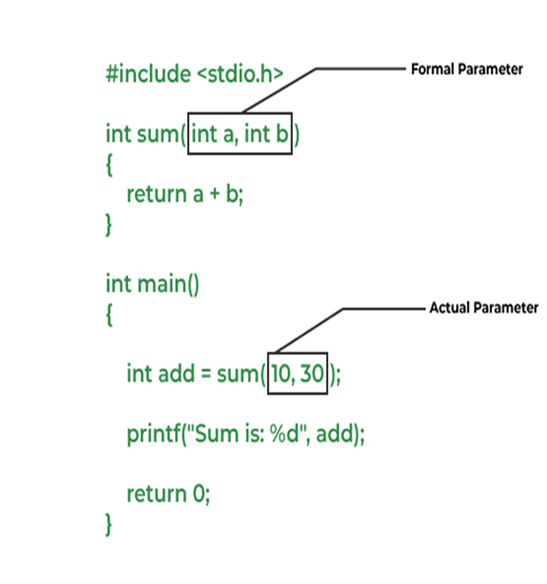 #include <stdio.h>
Formal Parameter
int sum(int a, int b)
{
return a + b;
}
int main()
{
Actual Parameter
int add = sum(10, 30);
printf("Sum is: %d", add);
return 0;
}